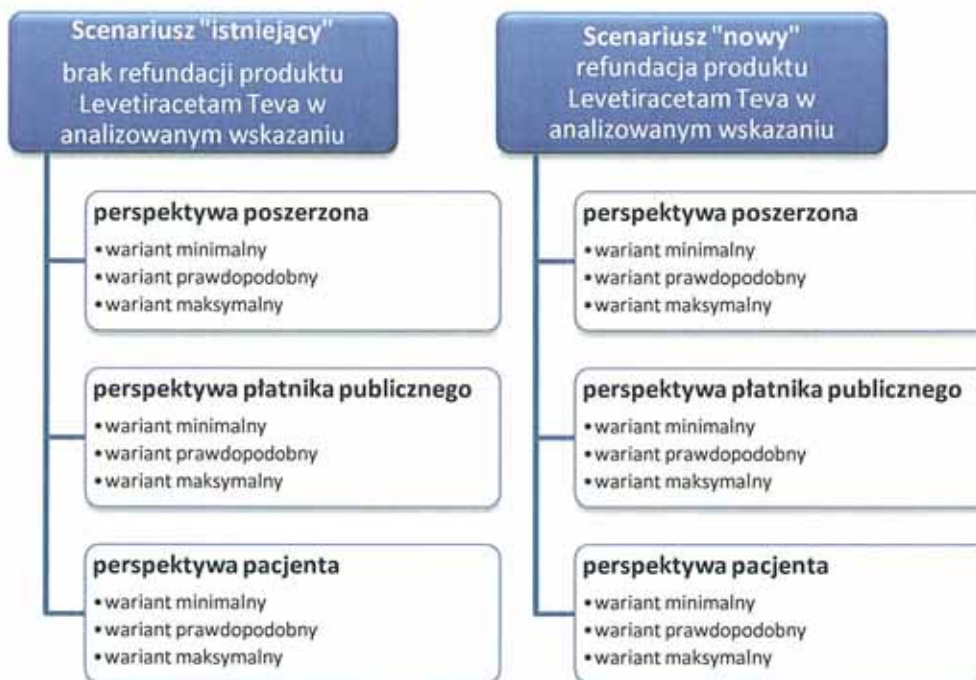 Scenariusz "istniejący"
brak refundacji produktu
Levetiracetam Teva w
analizowanym wskazaniu
perspektywa poszerzona
•wariant minimalny
•wariant prawdopodobny
•wariant maksymalny
perspektywa płatnika publicznego
•wariant minimalny
•wariant prawdopodobny
•wariant maksymalny
perspektywa pacjenta
•wariant minimalny
•wariant prawdopodobny
•wariant maksymalny
Scenariusz "nowy"
refundacja produktu
Levetiracetam Teva w
analizowanym wskazaniu
perspektywa poszerzona
•wariant minimalny
•wariant prawdopodobny
•wariant maksymalny
perspektywa płatnika publicznego
•wariant minimalny
•wariant prawdopodobny
•wariant maksymalny
perspektywa pacjenta
•wariant minimalny
•wariant prawdopodobny
•wariant maksymalny